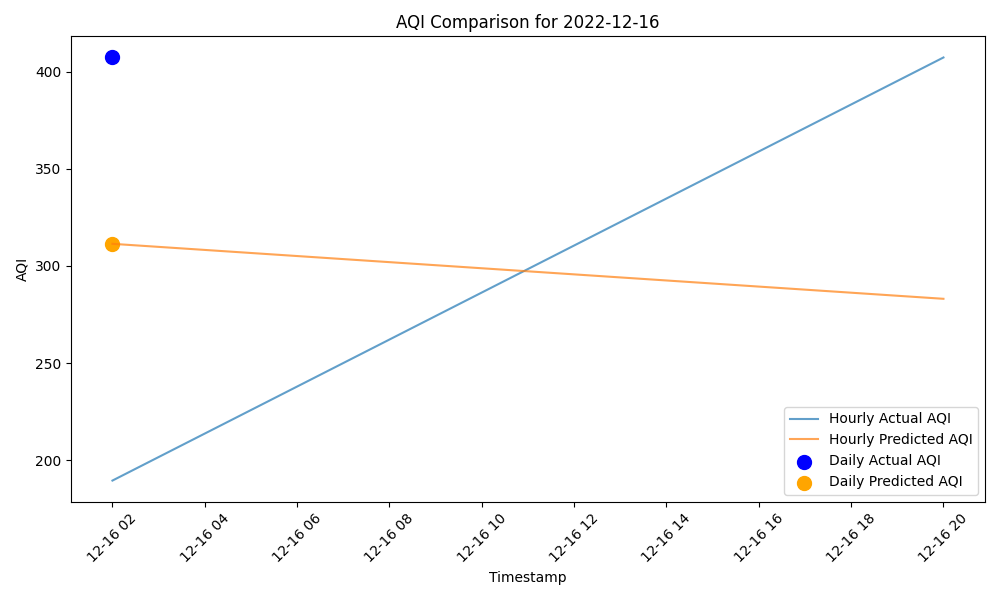 AQI Comparison for 2022-12-16
AQI
400
350
300
250
200
12-16 02
12-16 04
12-16 06
12-16 08
12-16 10
12-16 12
12-16 14
12-16 16
12-16 18
12-16 20
Timestamp
Hourly Actual AQI
Hourly Predicted AQI
Daily Actual AQI
Daily Predicted AQI